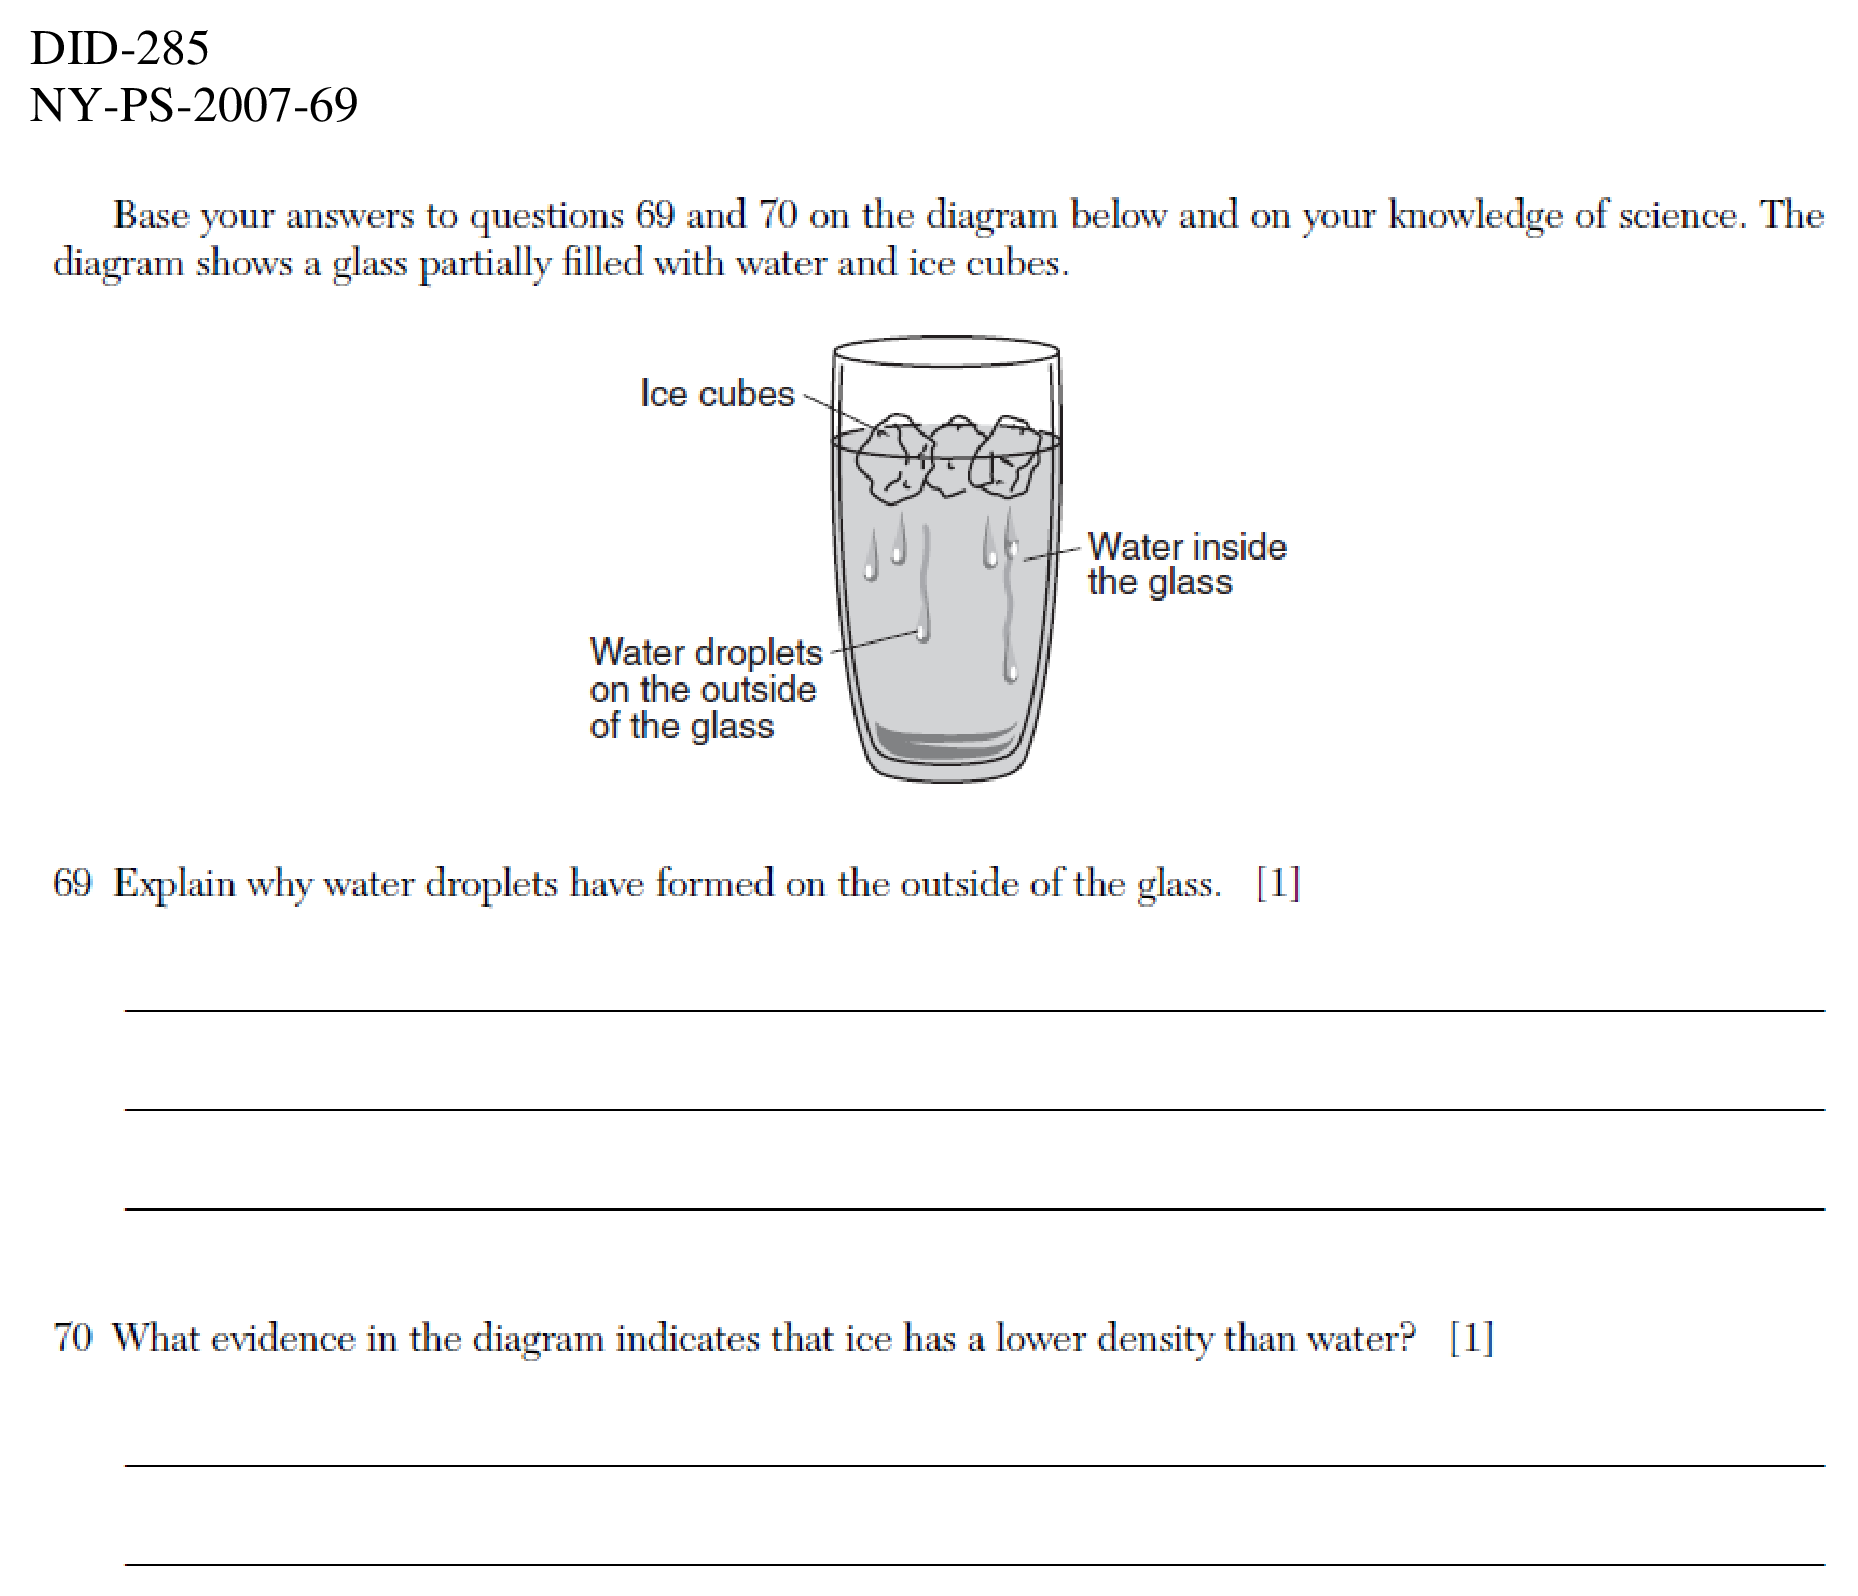 DID-285
NY-PS-2007-69
Base your answers to questions 69 and 70 on the diagram below and on your knowledge of science. The
diagram shows a glass partially filled with water and ice cubes.
Ice cubes
Water inside
the glass
Water droplets
on the outside
of the glass
69 Explain why water droplets have formed on the outside of the glass. [1]
70 What evidence in the diagram indicates that ice has a lower density than water? [1]